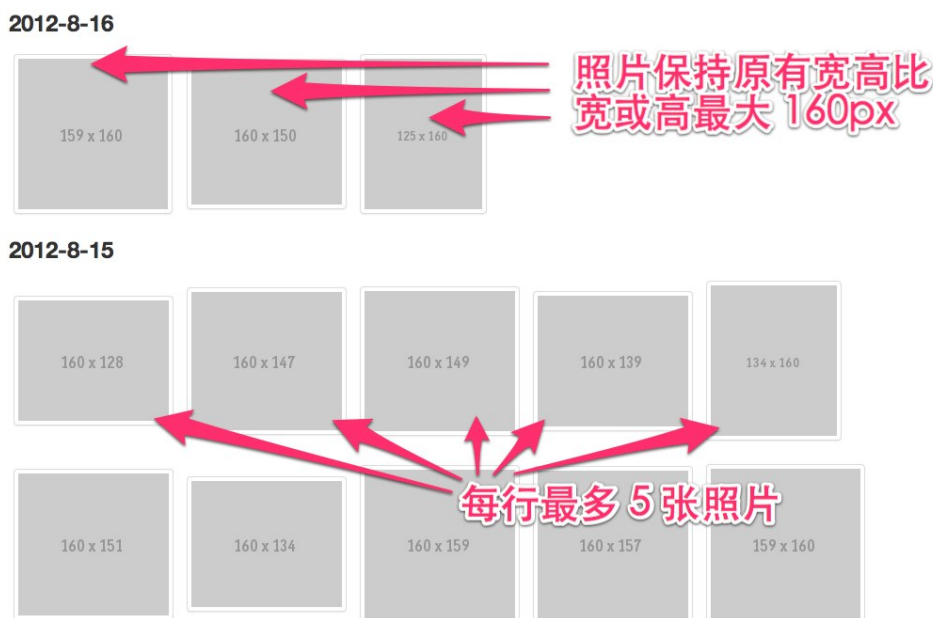 2012-8-16
照片保持原有宽高比
宽或高最大 160px
159 x 160
160 x 150
125 x 160
2012-8-15
160 x 128
160 x 147
160 x 149
160 x 139
134 x 160
每行最多 5 张照片
160 x 151
160 x 134
160 x 159
160 x 157
159 x 160